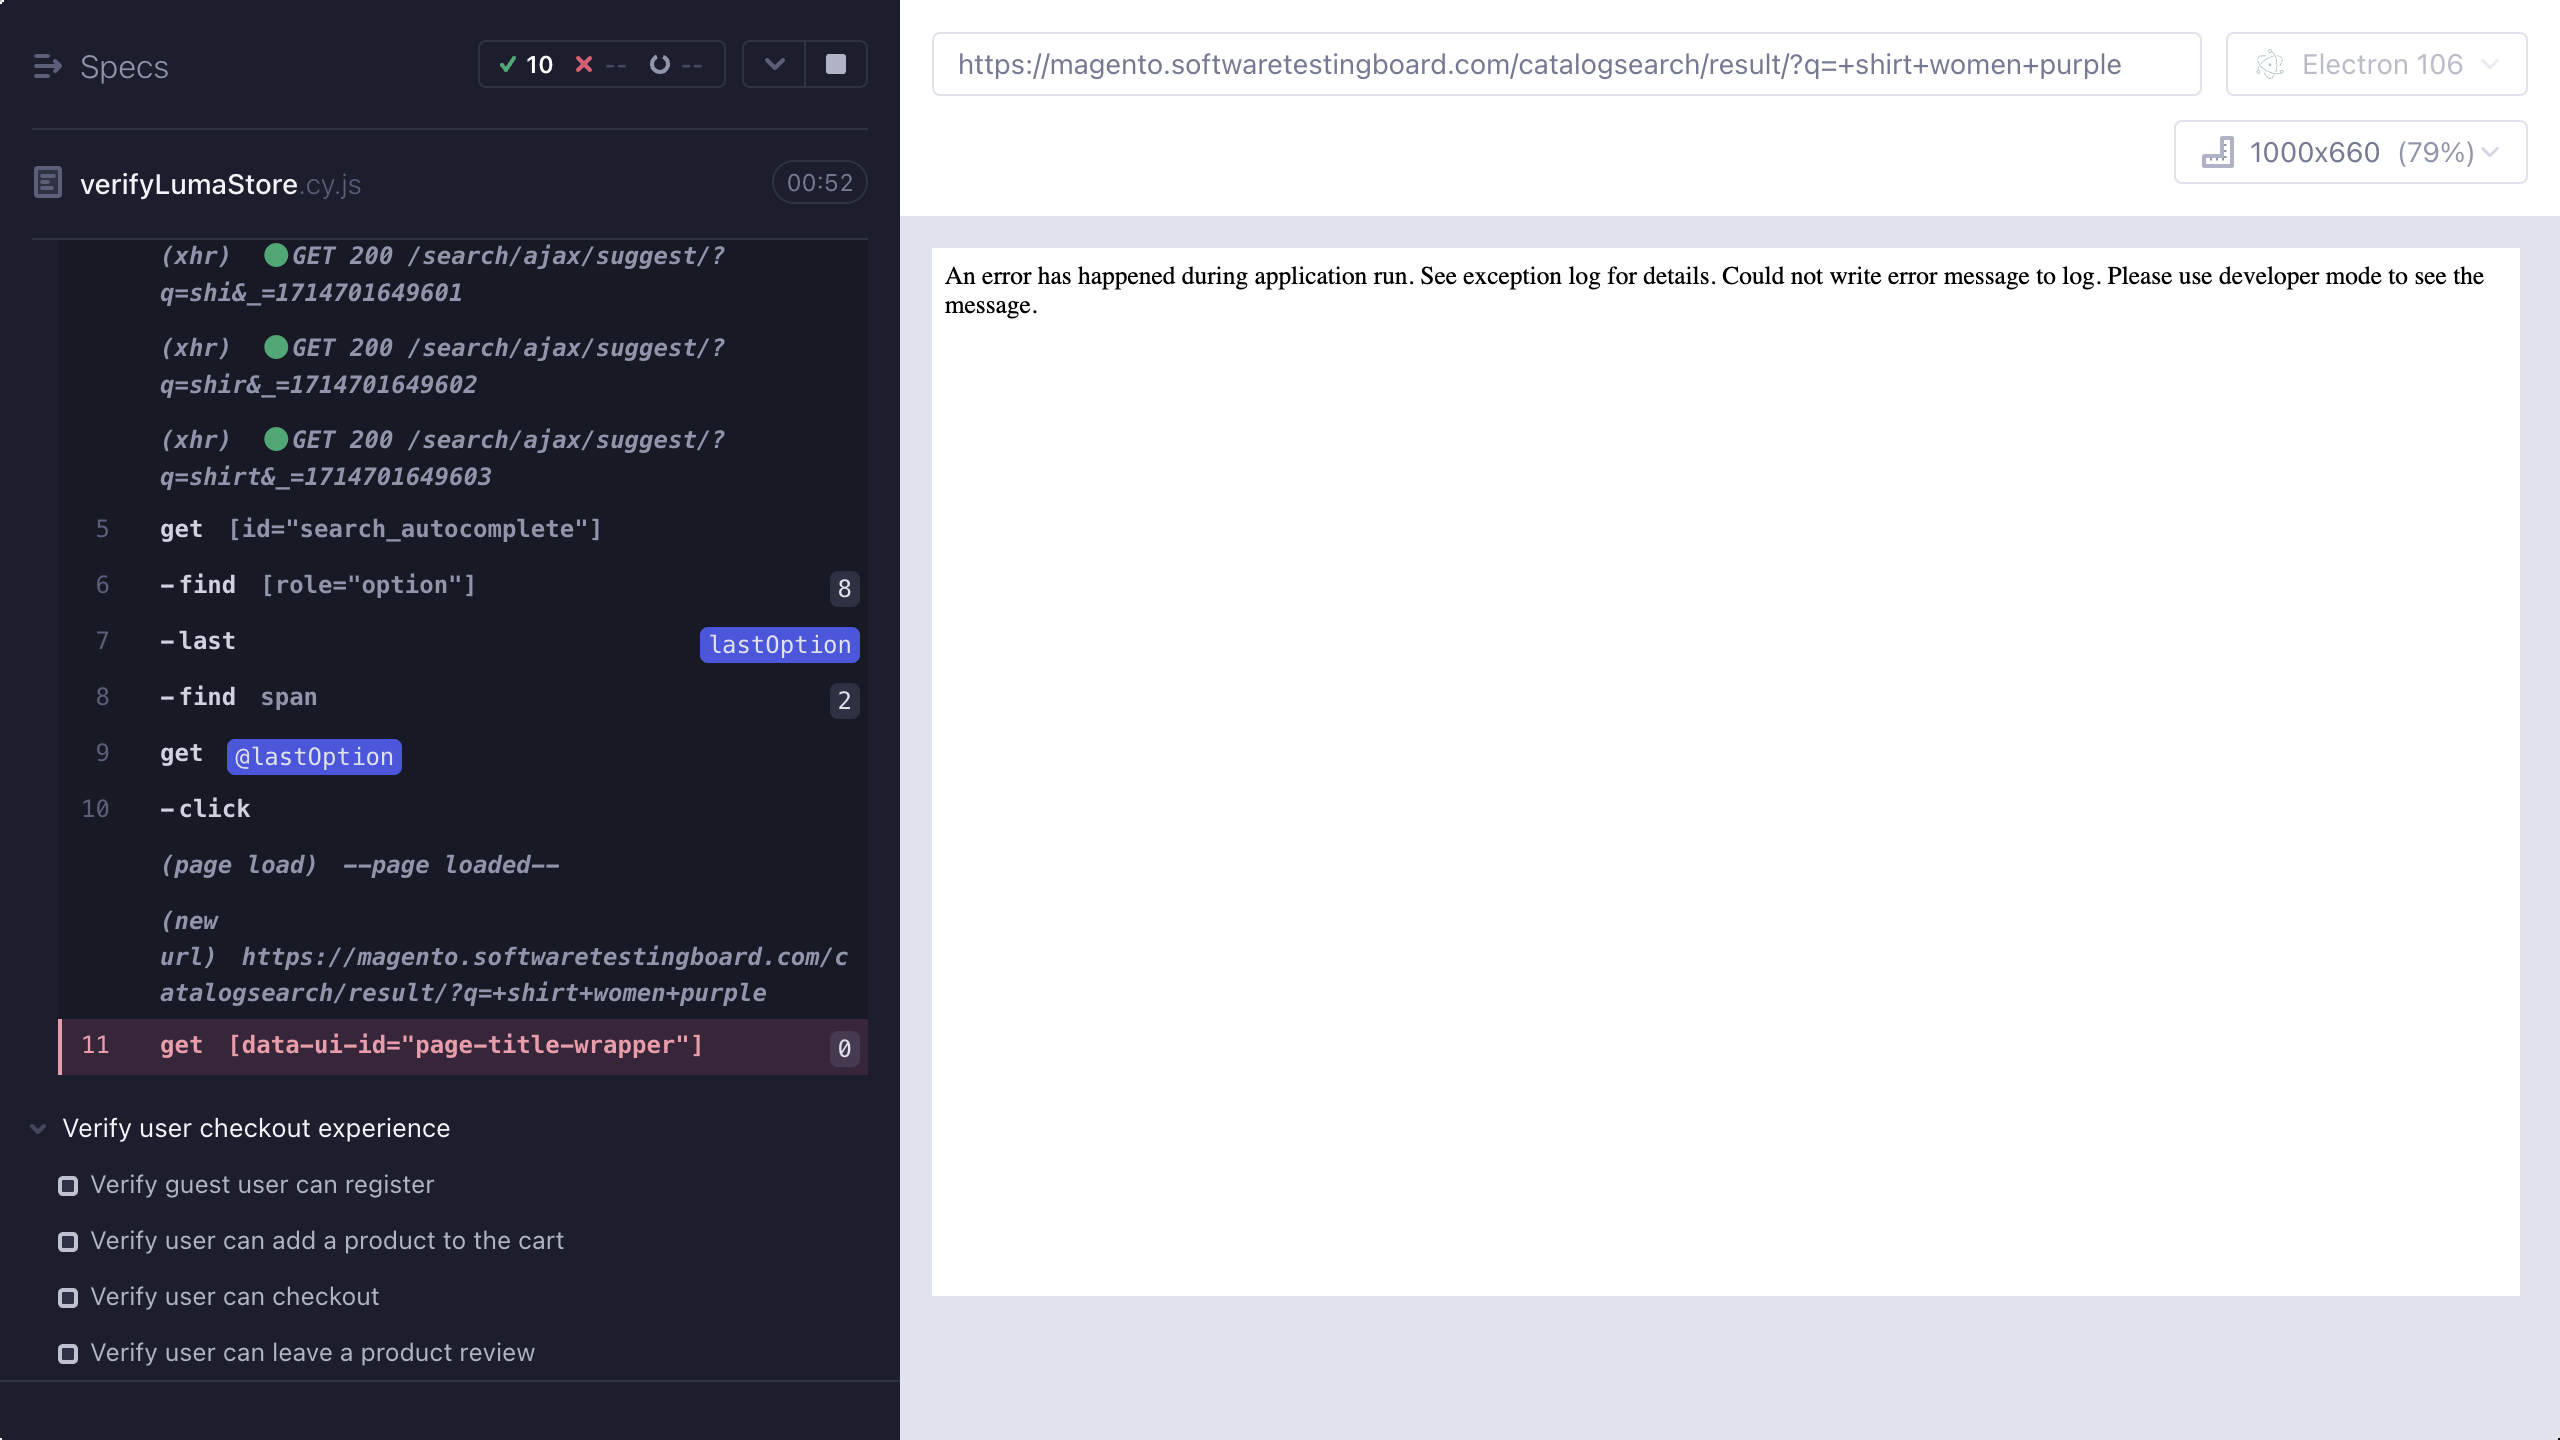 Specs
10 -- --
verifyLumaStore.cy.js
00:52
(xhr) GET 200 /search/ajax/suggest/?
q=shi&_=1714701649601
(xhr) GET 200 /search/ajax/suggest/?
q=shir&_=1714701649602
(xhr) GET 200 /search/ajax/suggest/?
q=shirt&_=1714701649603
5 get [id="search_autocomplete"]
6 -find [role="option"] 8
7 -last lastOption
8 -find span 2
9 get @lastOption
10 -click
(page load) --page loaded--
(new
url) https://magento.softwaretestingboard.com/c
atalogsearch/result/?q=+shirt+women+purple
11 get [data-ui-id="page-title-wrapper"] 0
Verify user checkout experience
Verify guest user can register
Verify user can add a product to the cart
Verify user can checkout
Verify user can leave a product review
https://magento.softwaretestingboard.com/catalogsearch/result/?q=+shirt+women+purple
Electron 106
1000x660 (79%)
An error has happened during application run. See exception log for details. Could not write error message to log. Please use developer mode to see the
message.